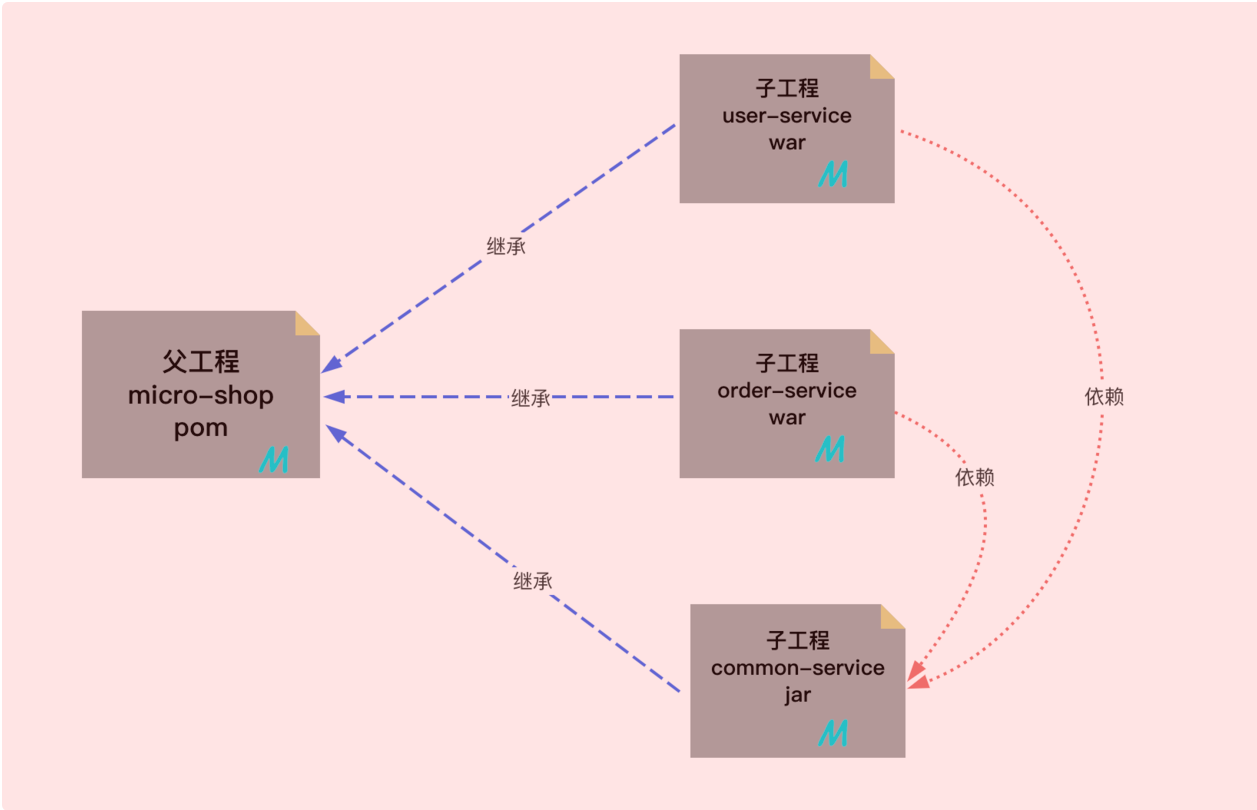 子工程
user-service
war
继承
父工程
micro-shop
pom
继承
子工程
order-service
war
依赖
依赖
继承
子工程
common-service
jar